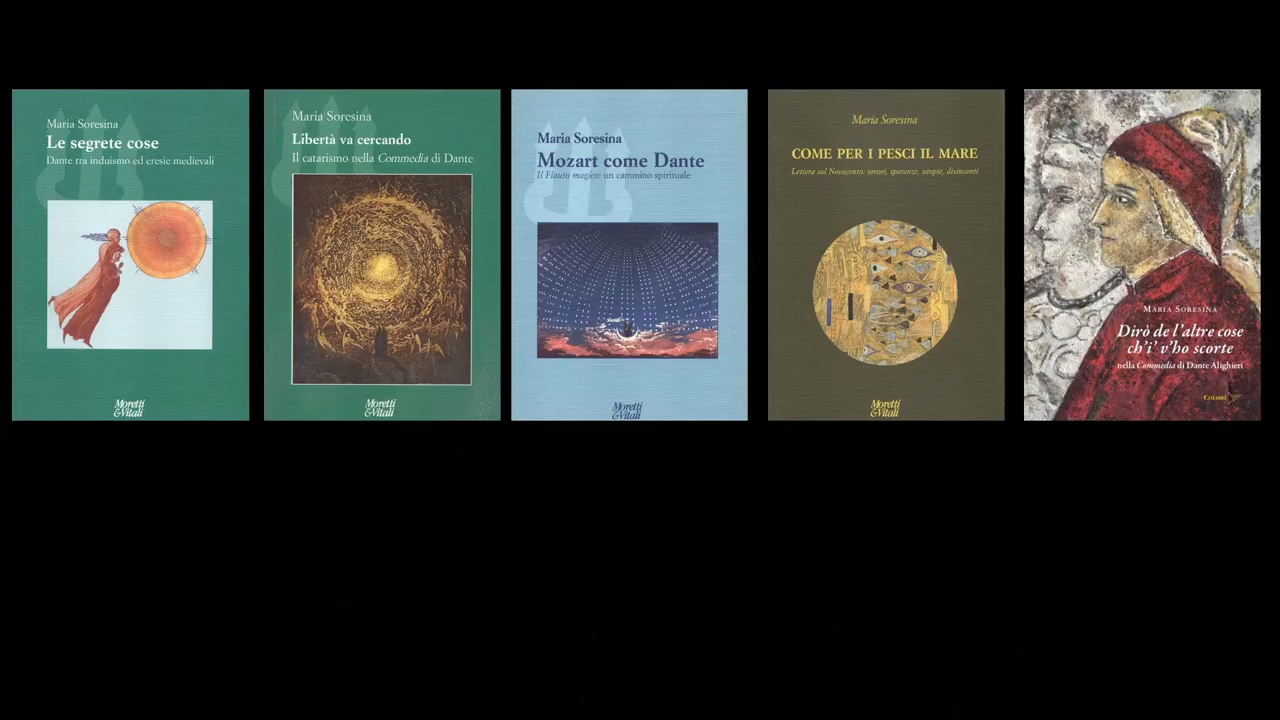 Maria Soresina
Le segrete cose
Dante tra induismo ed eresie medievali
Moretti
&Vitali
Maria Soresina
Libertà va cercando
Il catarismo nella Commedia di Dante
Moretti
&Vitali
Maria Soresina
Mozart come Dante
Il Flauto magico: un cammino spirituale
Moretti
&Vitali
Maria Soresina
COME PER I PESCI IL MARE
Lettera sul Novecento: orrori, speranze, utopie, disincanti
Moretti
&Vitali
MARIA SORESINA
Dirò de l'altre cose
ch'i' v'ho scorte
nella Commedia di Dante Alighieri
COLIBRÌ